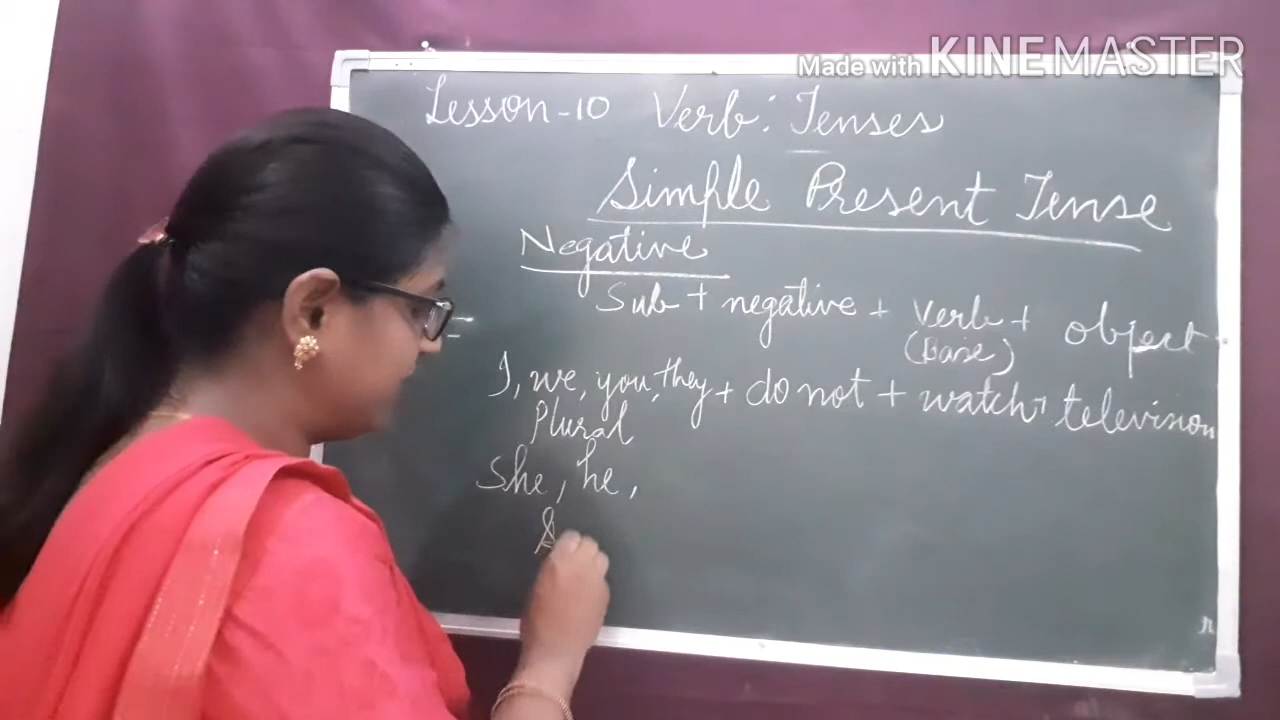 Made with KINEMASTER
Lesson-10 Verb: Tenses
Simple Present Tense
Negative
Sub + negative + Verb + object
(Base)
I, we, you, they + do not + watch + television
Plural
She, he,
S